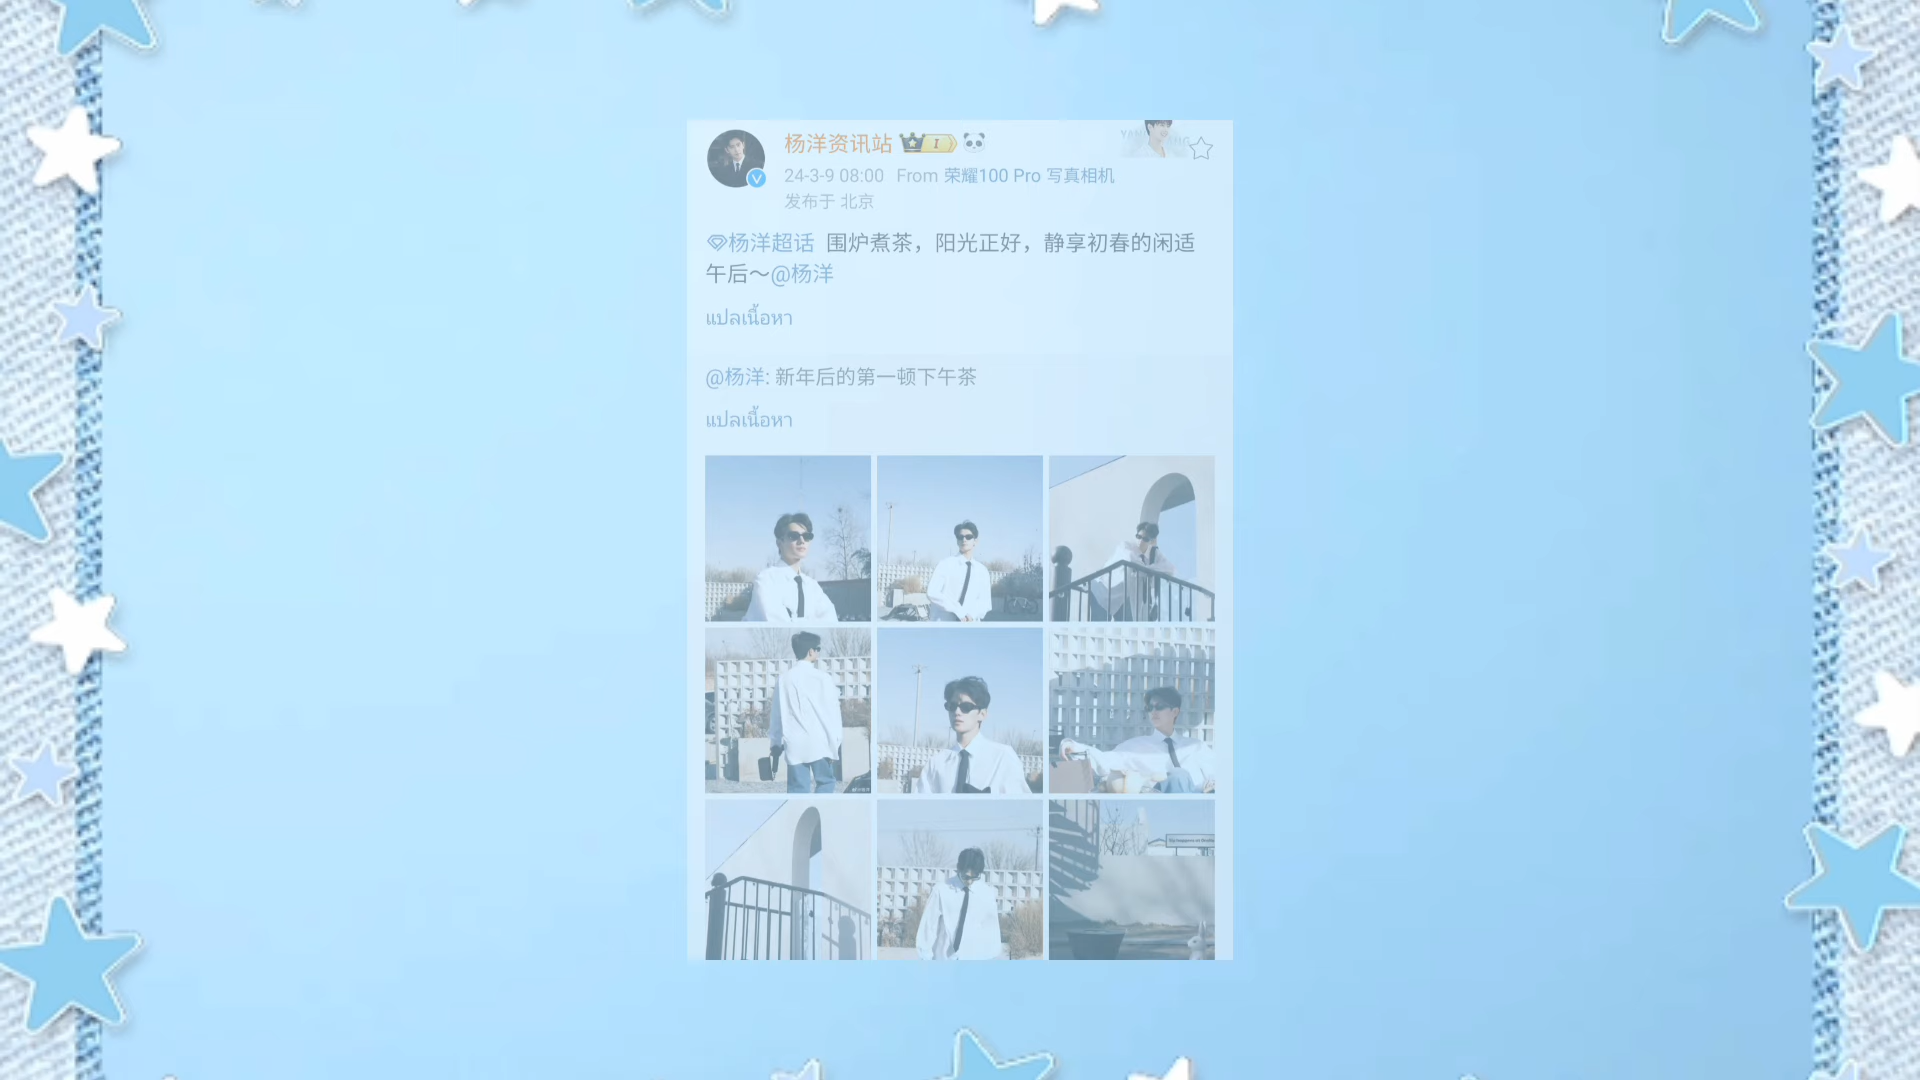 杨洋资讯站
24-3-9 08:00 From 荣耀100 Pro 写真相机
发布于 北京
杨洋超话 围炉煮茶，阳光正好，静享初春的闲适
午后～@杨洋
แปลเนื้อหา
@杨洋: 新年后的第一顿下午茶
แปลเนื้อหา